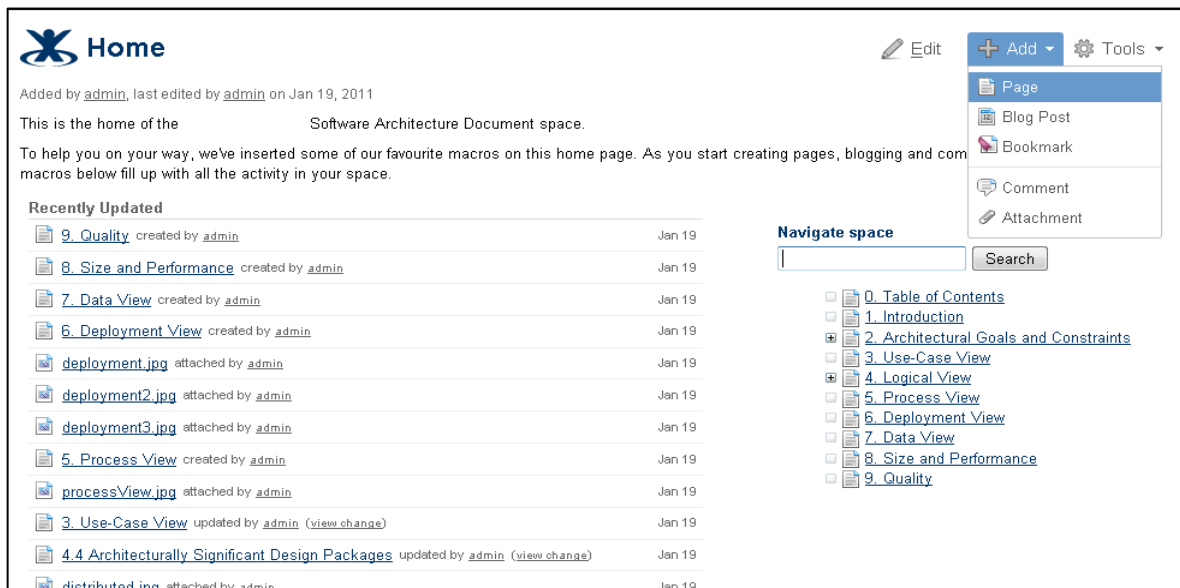 Home
Edit
Add
Tools
Added by admin, last edited by admin on Jan 19, 2011
Page
Blog Post
Bookmark
Comment
Attachment
This is the home of the Software Architecture Document space.
To help you on your way, we've inserted some of our favourite macros on this home page. As you start creating pages, blogging and com
macros below fill up with all the activity in your space.
Recently Updated
9. Quality created by admin Jan 19
8. Size and Performance created by admin Jan 19
7. Data View created by admin Jan 19
6. Deployment View created by admin Jan 19
deployment.jpg attached by admin Jan 19
deployment2.jpg attached by admin Jan 19
deployment3.jpg attached by admin Jan 19
5. Process View created by admin Jan 19
processView.jpg attached by admin Jan 19
3. Use-Case View updated by admin (view change) Jan 19
4.4 Architecturally Significant Design Packages updated by admin (view change) Jan 19
distributed.jpg attached by admin Jan 19
Navigate space
Search
0. Table of Contents
1. Introduction
2. Architectural Goals and Constraints
3. Use-Case View
4. Logical View
5. Process View
6. Deployment View
7. Data View
8. Size and Performance
9. Quality